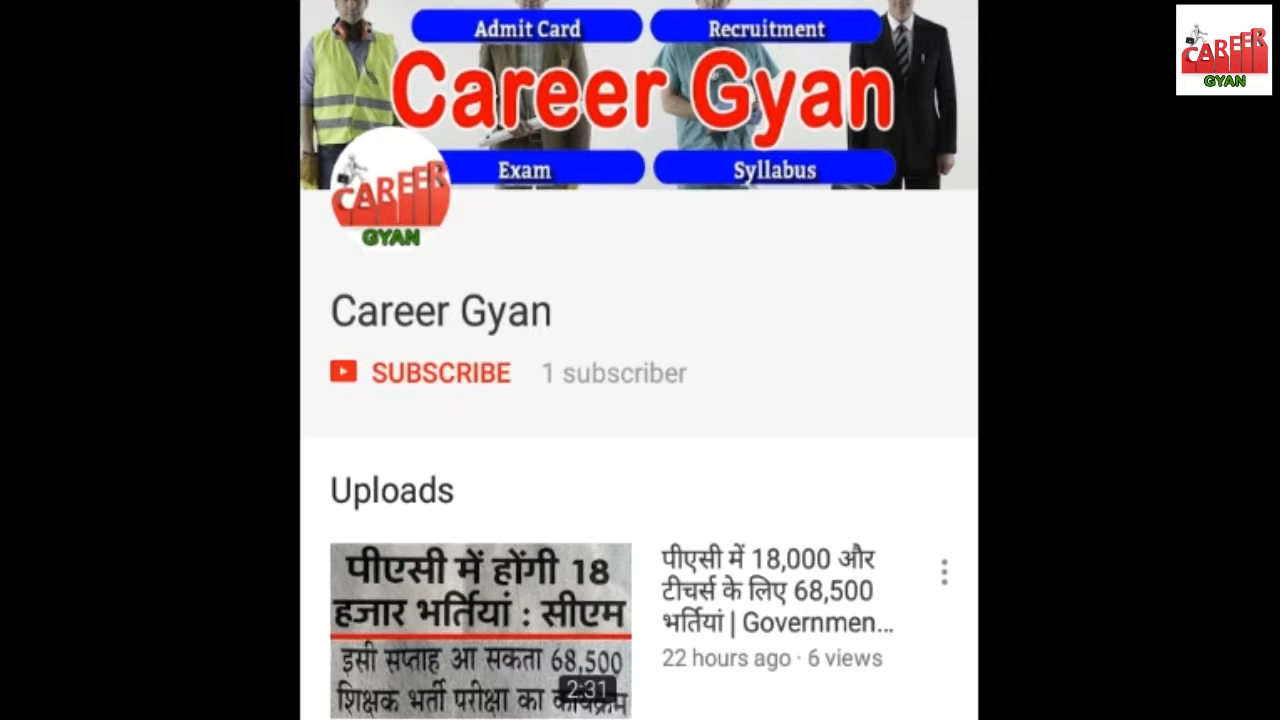 Admit Card
Recruitment
Career Gyan
Exam
Syllabus
CAREER
GYAN
CAREER
GYAN
Career Gyan
SUBSCRIBE
1 subscriber
Uploads
पीएसी में होंगी 18
हजार भर्तियां : सीएम
इसी सप्ताह आ सकता 68,500
शिक्षक भर्ती परीक्षा का कार्यक्रम
2:31
पीएसी में 18,000 और
टीचर्स के लिए 68,500
भर्तियां | Governmen...
22 hours ago · 6 views